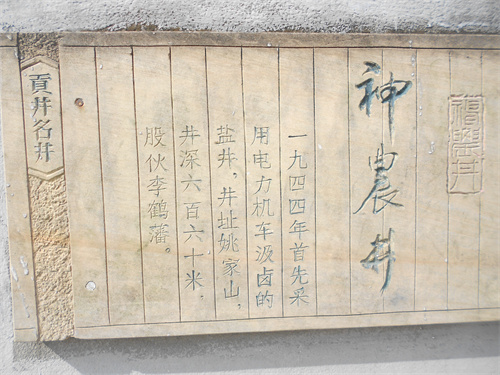 神農井
一九四四年首先采
用电力机车汲卤的
盐井，井址姚家山，
井深六百六十米，
股伙李鹤藩。
貢井名井